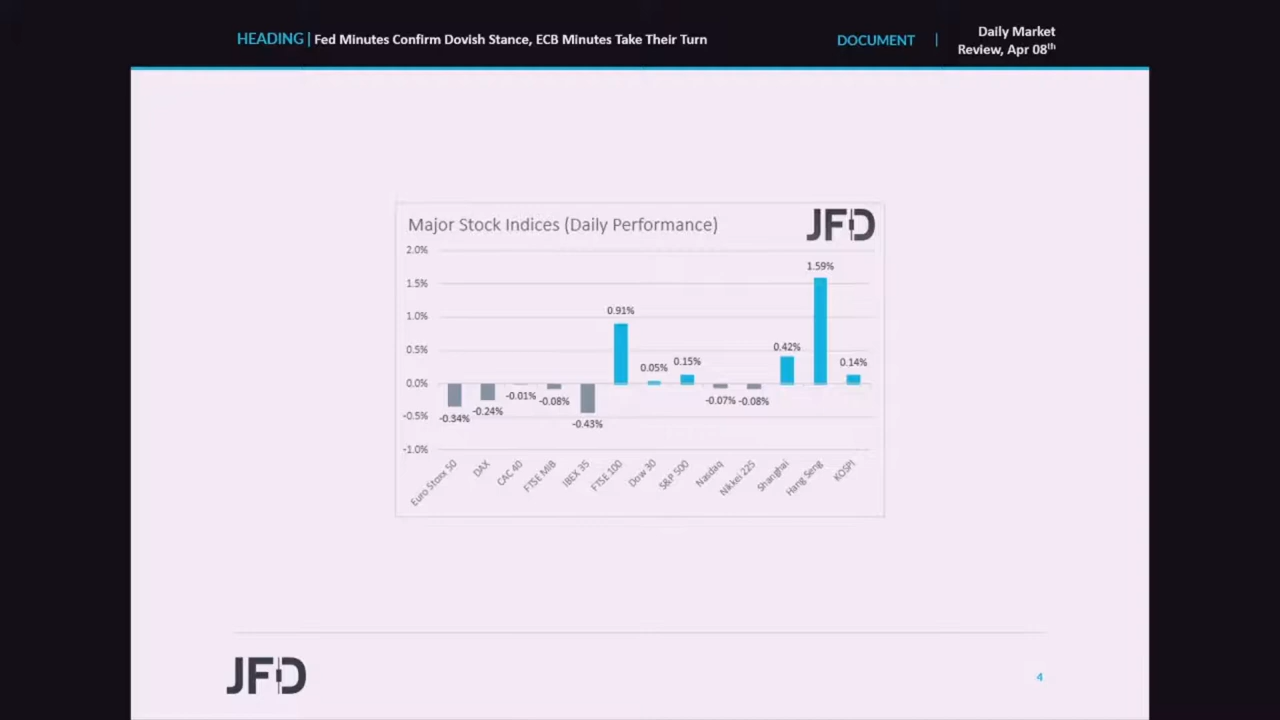 HEADING | Fed Minutes Confirm Dovish Stance, ECB Minutes Take Their Turn
DOCUMENT |
Daily Market
Review, Apr 08th
Major Stock Indices (Daily Performance)
JFD
2.0%
1.5%
1.0%
0.5%
0.0%
-0.5%
-1.0%
-0.34%
-0.24%
-0.01%
-0.08%
-0.43%
0.91%
0.05%
0.15%
-0.07%
-0.08%
0.42%
1.59%
0.14%
Euro Stoxx 50
DAX
CAC 40
FTSE MIB
IBEX 35
FTSE 100
Dow 30
S&P 500
Nasdaq
Nikkei 225
Shanghai
Hang Seng
KOSPI
JFD
4